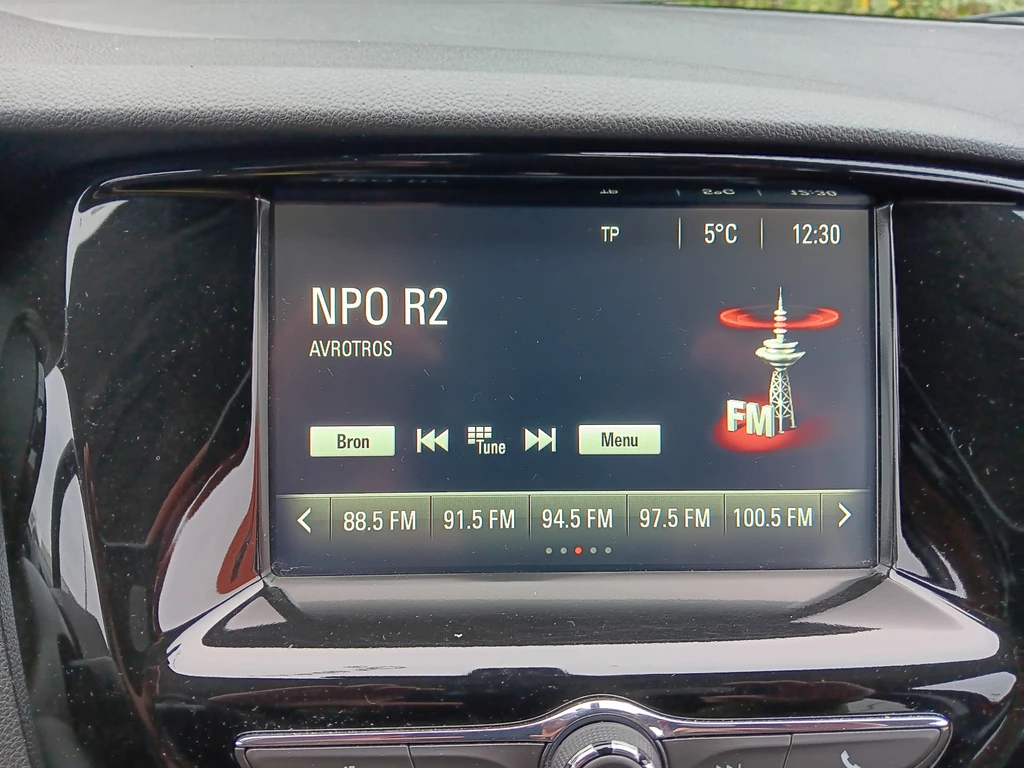 TP 5°C 12:30
NPO R2
AVROTROS
FM
Bron Tune Menu
88.5 FM 91.5 FM 94.5 FM 97.5 FM 100.5 FM